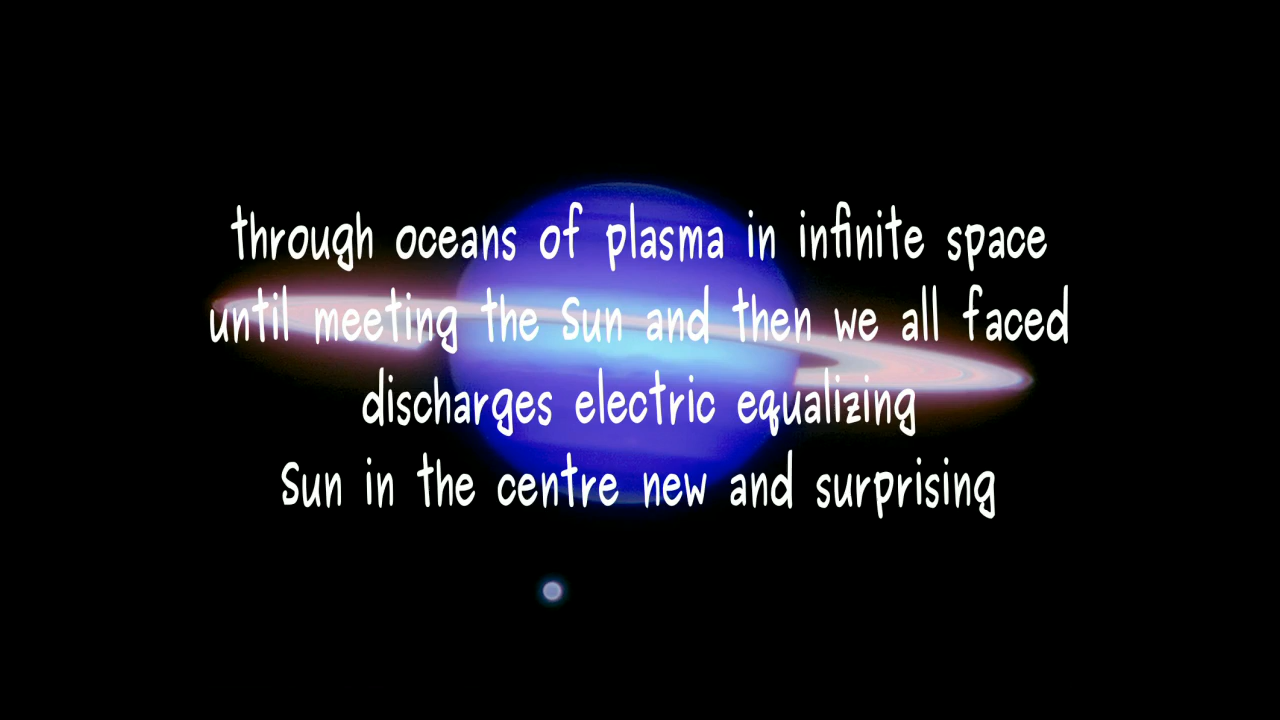 through oceans of plasma in infinite space
until meeting the Sun and then we all faced
discharges electric equalizing
Sun in the centre new and surprising